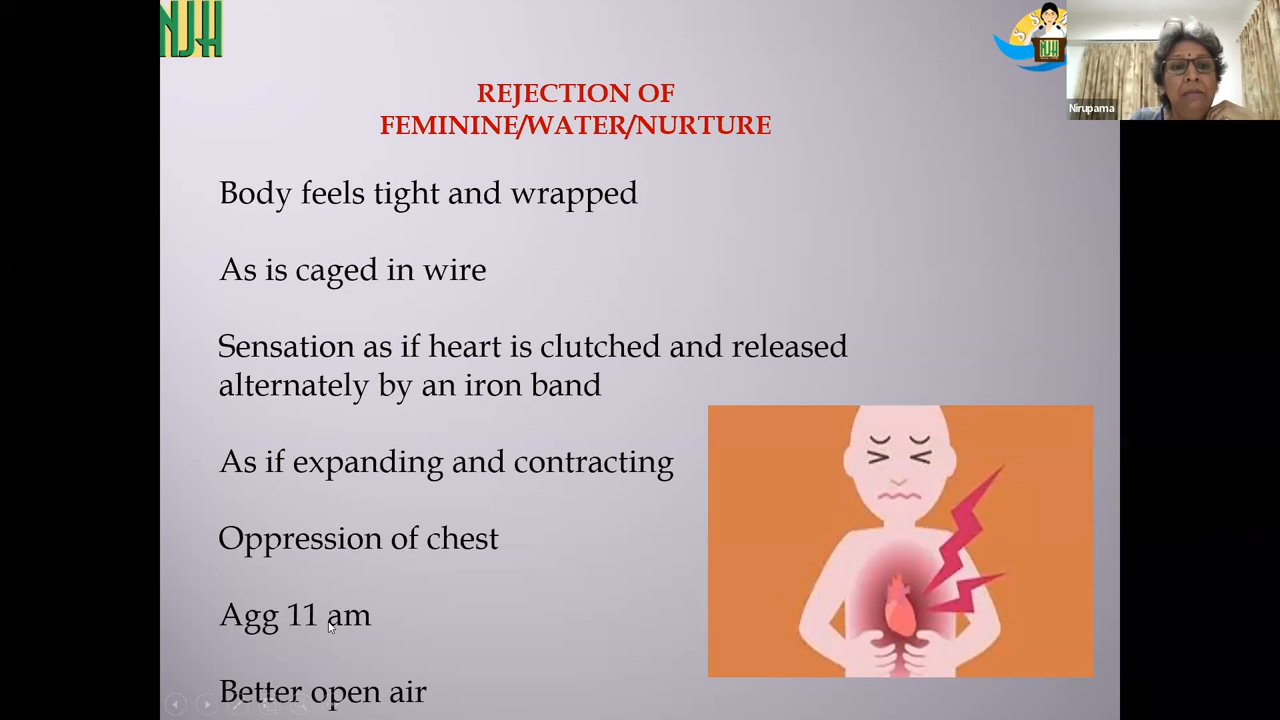 NJH
S
NJH
Nirupama
REJECTION OF
FEMININE/WATER/NURTURE
Body feels tight and wrapped
As is caged in wire
Sensation as if heart is clutched and released
alternately by an iron band
As if expanding and contracting
Oppression of chest
Agg 11 am
Better open air